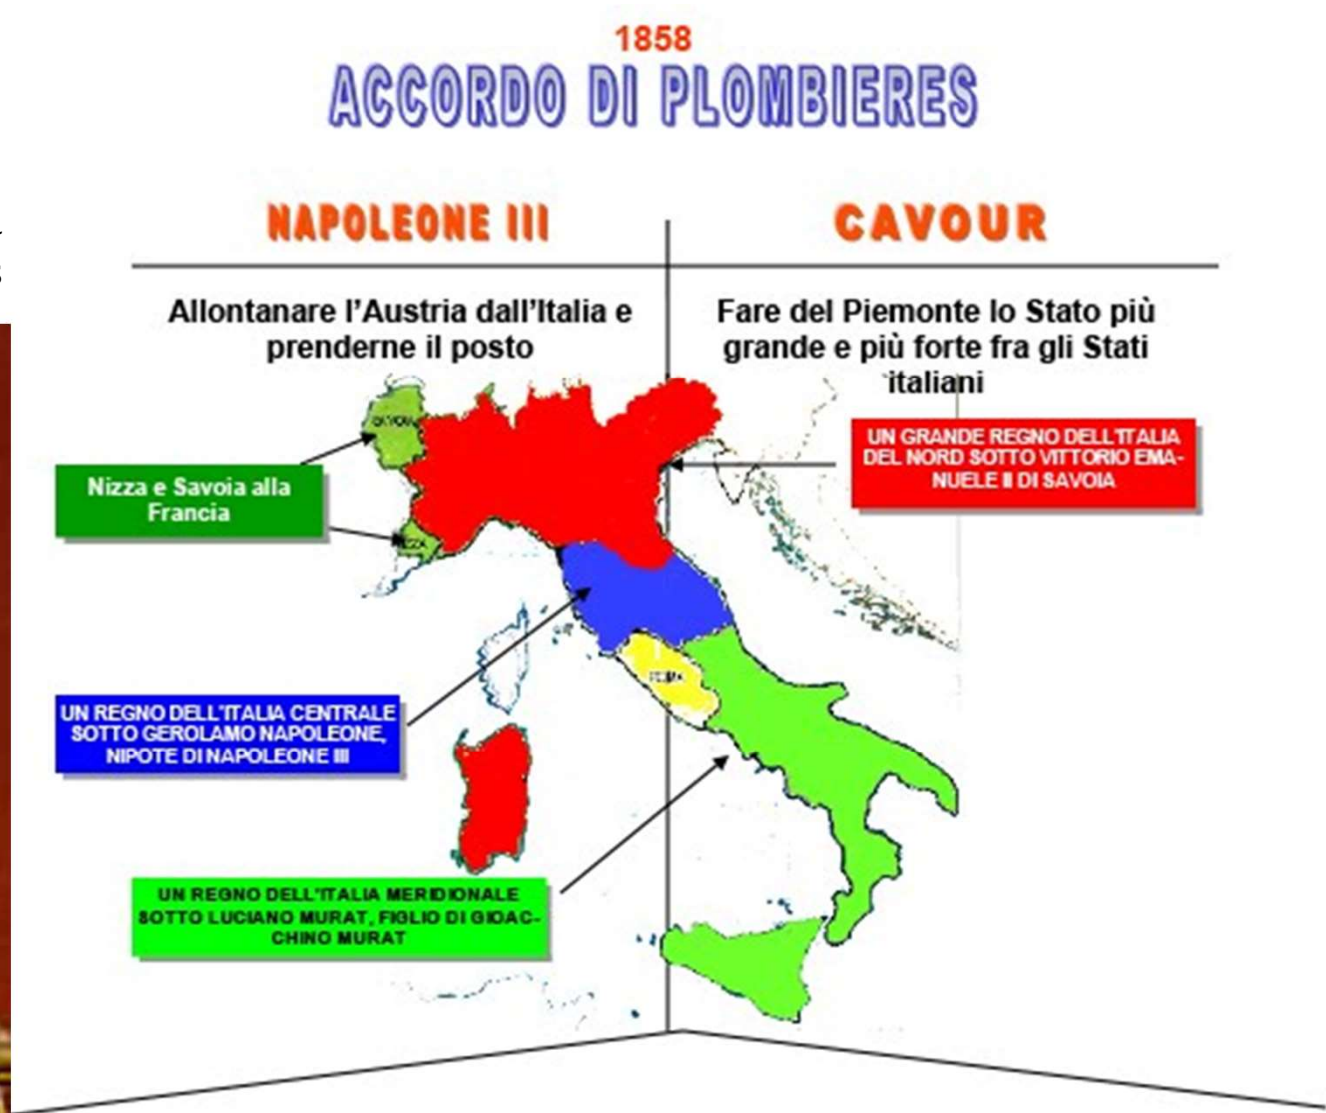 1858
ACCORDO DI PLOMBIERES
NAPOLEONE III
CAVOUR
Allontanare l'Austria dall'Italia e
prenderne il posto
Fare del Piemonte lo Stato più
grande e più forte fra gli Stati
italiani
SAVOIA
UN GRANDE REGNO DELL'ITALIA
DEL NORD SOTTO VITTORIO EMA-
NUELE II DI SAVOIA
Nizza e Savoia alla
Francia
ROMA
UN REGNO DELL'ITALIA CENTRALE
SOTTO GEROLAMO NAPOLEONE,
NIPOTE DI NAPOLEONE III
UN REGNO DELL'ITALIA MERIDIONALE
SOTTO LUCIANO MURAT, FIGLIO DI GIOAC-
CHINO MURAT